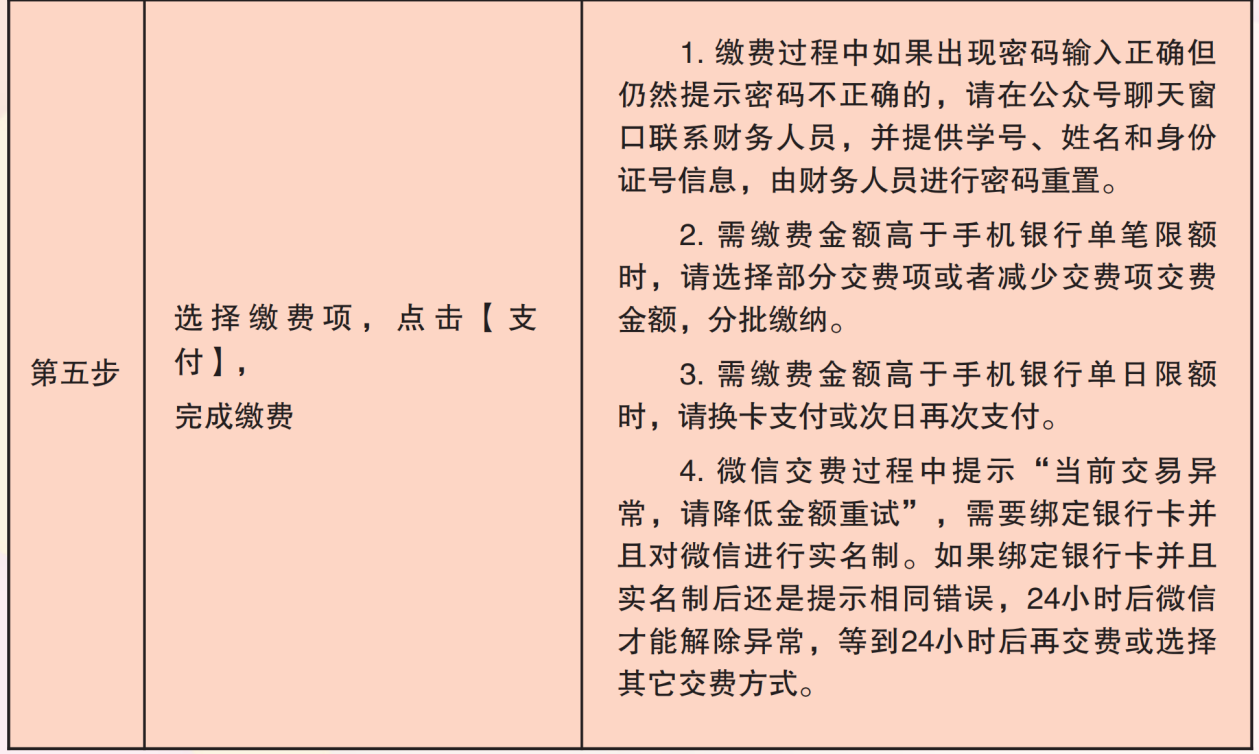 第五步
选择缴费项，点击【支
付】，
完成缴费
1. 缴费过程中如果出现密码输入正确但
仍然提示密码不正确的，请在公众号聊天窗
口联系财务人员，并提供学号、姓名和身份
证号信息，由财务人员进行密码重置。
2. 需缴费金额高于手机银行单笔限额
时，请选择部分交费项或者减少交费项交费
金额，分批缴纳。
3. 需缴费金额高于手机银行单日限额
时，请换卡支付或次日再次支付。
4. 微信交费过程中提示“当前交易异
常，请降低金额重试”，需要绑定银行卡并
且对微信进行实名制。如果绑定银行卡并且
实名制后还是提示相同错误，24小时后微信
才能解除异常，等到24小时后再交费或选择
其它交费方式。